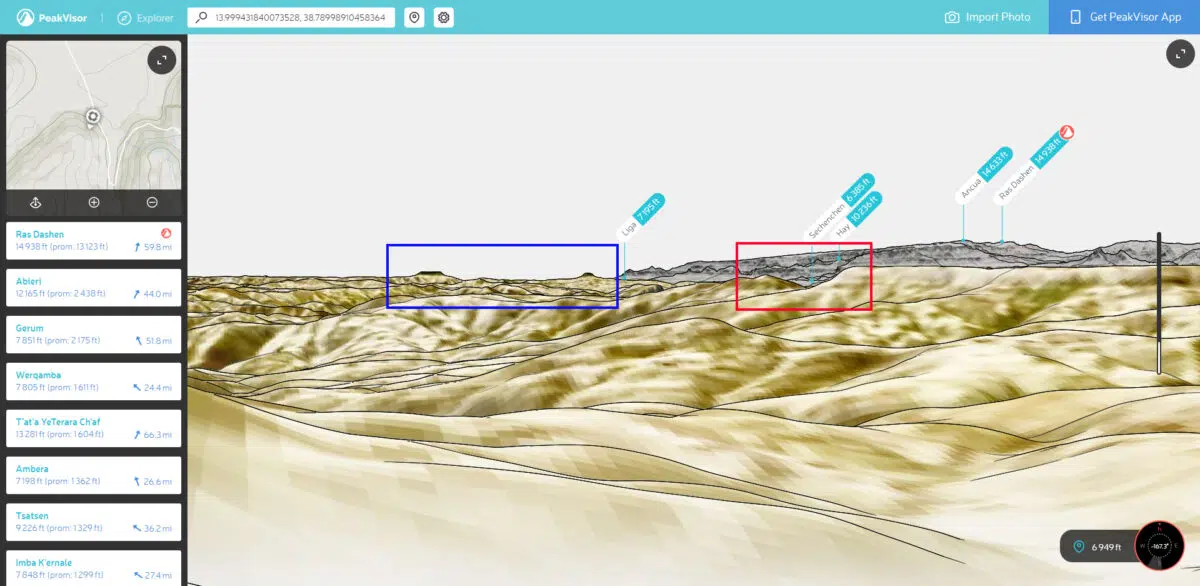 PeakVisor
Explorer
13.999431840073528, 38.78998910458364
Import Photo
Get PeakVisor App
Ras Dashen
14 938 ft (prom: 13 123 ft)
59.8 mi
Abieri
12 165 ft (prom: 2 438 ft)
44.0 mi
Gerum
7 851 ft (prom: 2 175 ft)
51.8 mi
Werqamba
7 805 ft (prom: 1 611 ft)
24.4 mi
T'at'a YeTerara Ch'af
13 281 ft (prom: 1 604 ft)
66.3 mi
Ambera
7 198 ft (prom: 1 362 ft)
26.6 mi
Tsatsen
9 226 ft (prom: 1 329 ft)
36.2 mi
Imba K'ernale
7 848 ft (prom: 1 299 ft)
27.4 mi
Liga 7 195 ft
Sechenchen 6 385 ft
Hay 10 236 ft
Ancua 14 633 ft
Ras Dashen 14 938 ft
6 949 ft
N
W
-167.3°
E